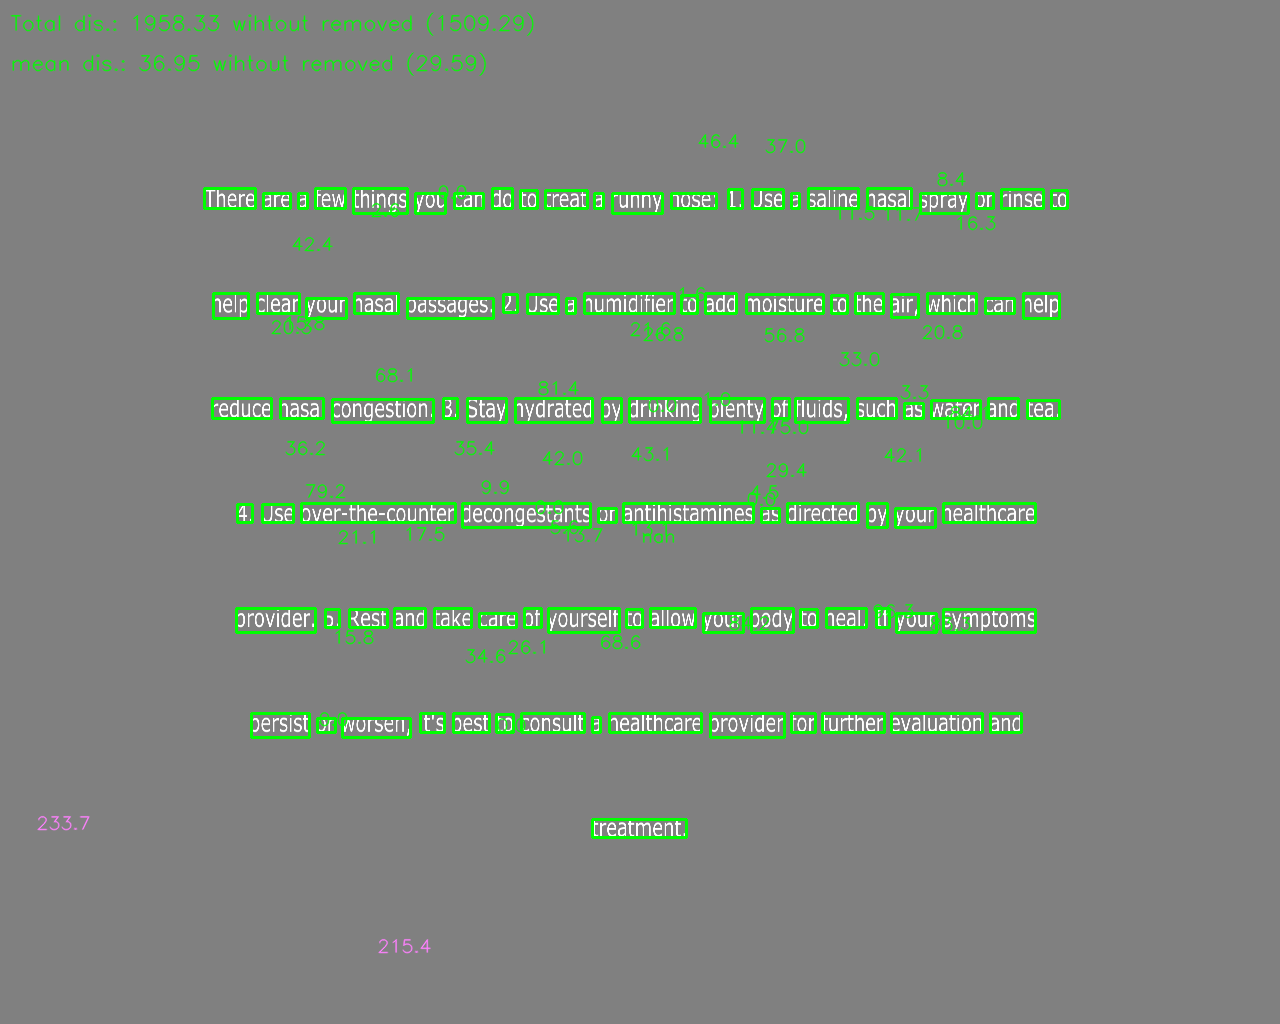 Total dis.: 1958.33 wihtout removed (1509.29)
mean dis.: 36.95 wihtout removed (29.59)
46.4 37.0
8.4
There are a few things you can do to treat a runny nose: 1. Use a saline nasal spray or rinse to
11.5 11.7 16.3
42.4
help clear your nasal passages. 2. Use a humidifier to add moisture to the air, which can help
21.6 26.8 56.8 20.8
33.0
68.1 81.4 3.3
reduce nasal congestion. 3. Stay hydrated by drinking plenty of fluids, such as water and tea.
36.2 35.4 42.0 43.1 29.4 42.1
79.2 9.9 4.5
4. Use over-the-counter decongestants or antihistamines as directed by your healthcare
21.1 17.5 13.7 13.1 nan
provider. 5. Rest and take care of yourself to allow your body to heal. If your symptoms
15.8 34.6 26.1 68.6
persist or worsen, it's best to consult a healthcare provider for further evaluation and
233.7 treatment.
215.4